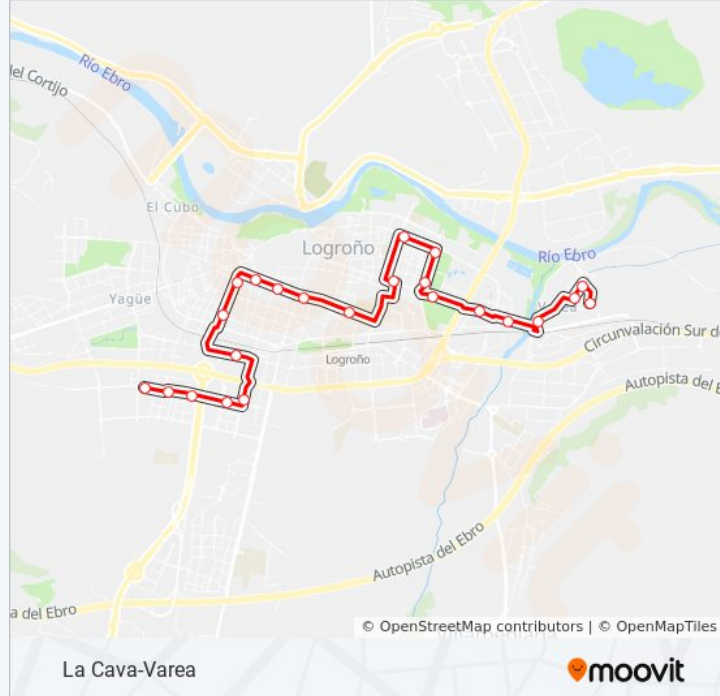 Río Ebro
del Cortijo
El Cubo
Logroño
Río Ebro
Yagüe
Circunvalación Sur de
Logroño
Autopista del E
Autopista del Ebro
a del Ebro
© OpenStreetMap contributors | © OpenMapTiles
La Cava-Varea
moovit